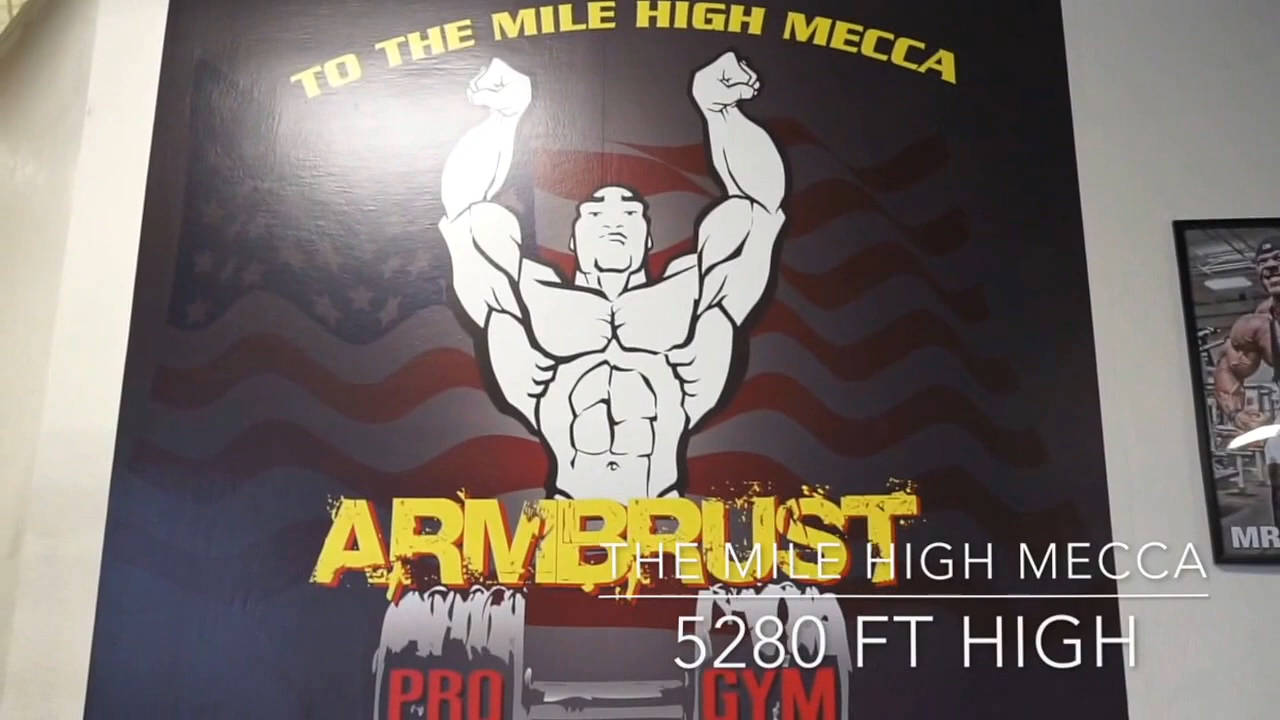 TO THE MILE HIGH MECCA
ARMBRUST
THE MILE HIGH MECCA
5280 FT HIGH
PRO GYM
MR